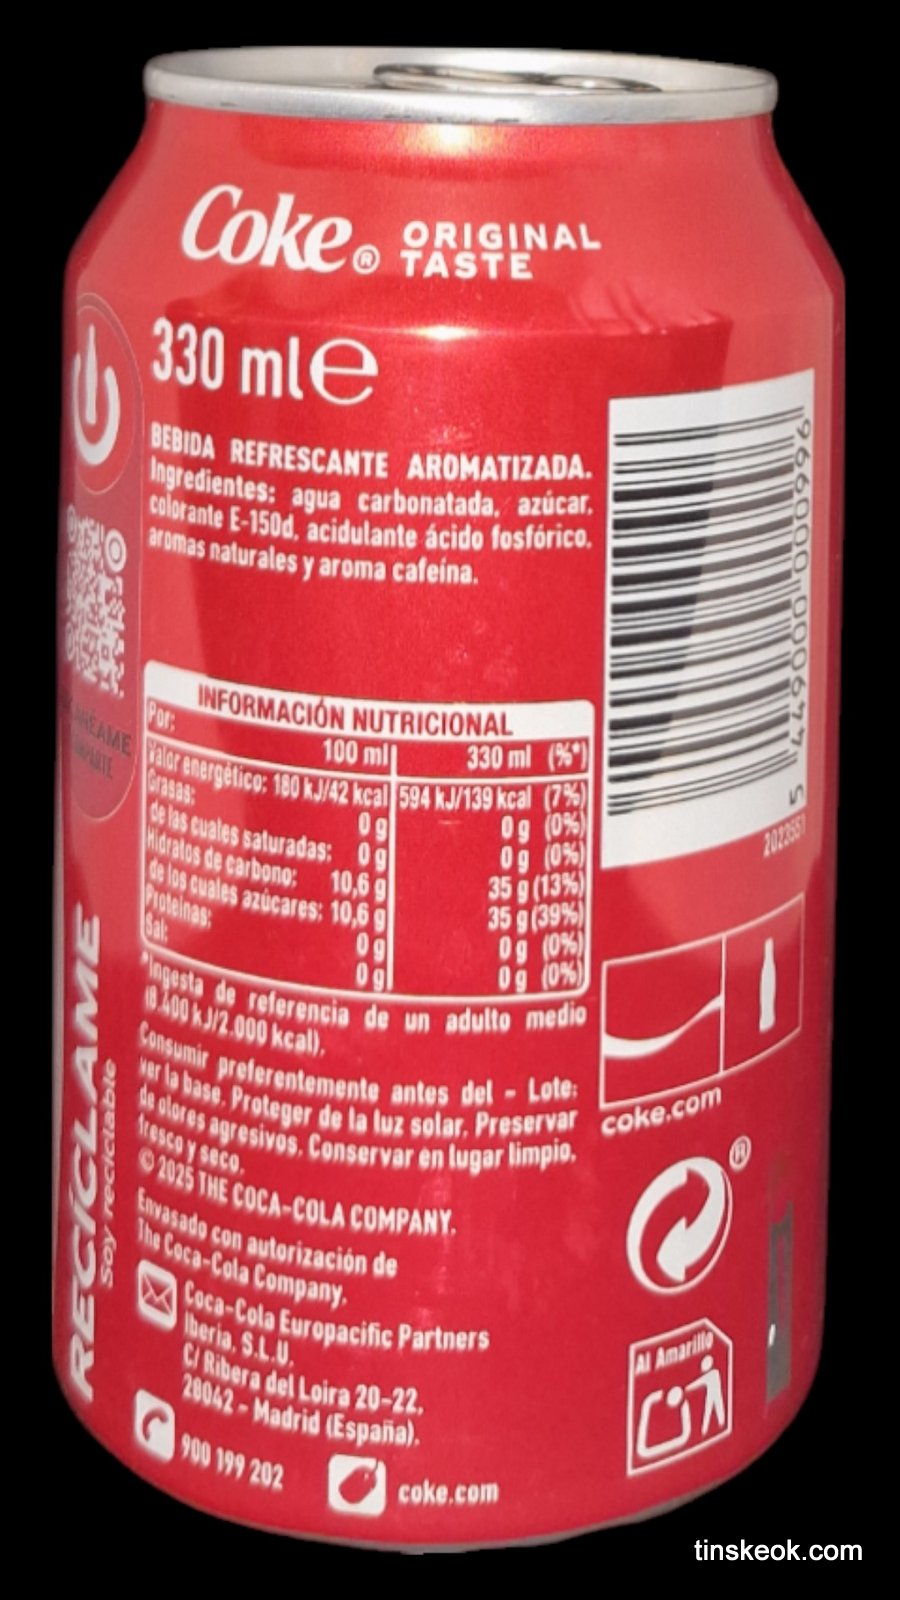 Coke® ORIGINAL
TASTE
330 ml e
BEBIDA REFRESCANTE AROMATIZADA.
Ingredientes: agua carbonatada, azúcar,
colorante E-150d, acidulante ácido fosfórico,
aromas naturales y aroma cafeína.
INFORMACIÓN NUTRICIONAL
Por: 100 ml 330 ml (%*)
Valor energético: 180 kJ/42 kcal 594 kJ/139 kcal (7%)
Grasas: 0 g 0 g (0%)
de las cuales saturadas: 0 g 0 g (0%)
Hidratos de carbono: 10,6 g 35 g (13%)
de los cuales azúcares: 10,6 g 35 g (39%)
Proteínas: 0 g 0 g (0%)
Sal: 0 g 0 g (0%)
*Ingesta de referencia de un adulto medio
(8.400 kJ/2.000 kcal).
Consumir preferentemente antes del - Lote:
ver la base. Proteger de la luz solar. Preservar
de olores agresivos. Conservar en lugar limpio,
fresco y seco.
© 2025 THE COCA-COLA COMPANY.
Envasado con autorización de
The Coca-Cola Company.
Coca-Cola Europacific Partners
Iberia, S.L.U.
C/ Ribera del Loira 20-22,
28042 - Madrid (España).
900 199 202
coke.com
RECÍCLAME
Soy reciclable
5 449000 000996
coke.com
®
Al Amarillo
tinskeok.com